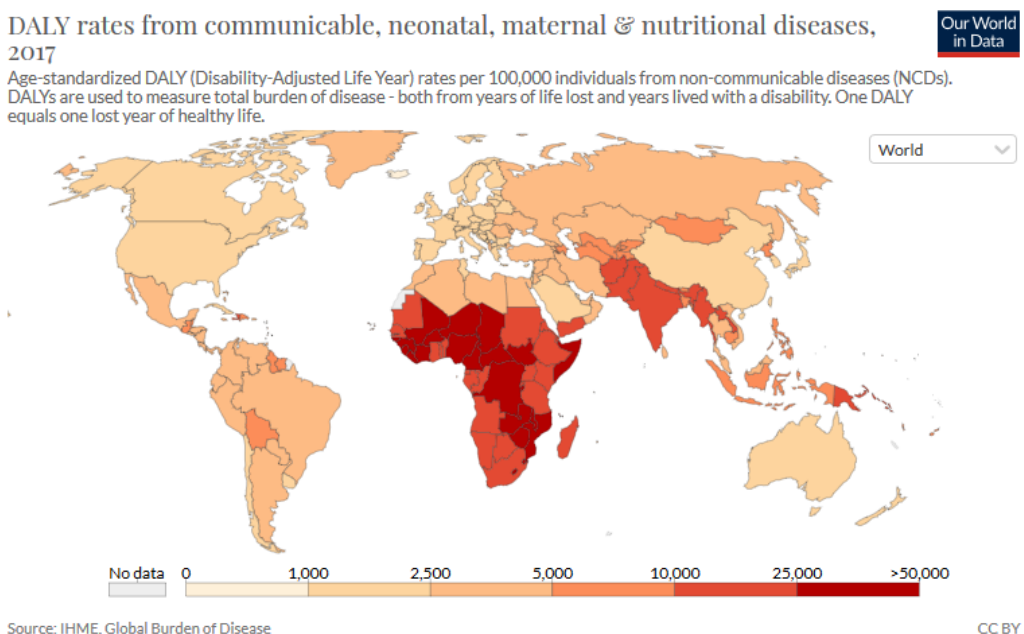 DALY rates from communicable, neonatal, maternal & nutritional diseases,
2017
Our World
in Data
Age-standardized DALY (Disability-Adjusted Life Year) rates per 100,000 individuals from non-communicable diseases (NCDs).
DALYs are used to measure total burden of disease - both from years of life lost and years lived with a disability. One DALY
equals one lost year of healthy life.
World
No data 0 1,000 2,500 5,000 10,000 25,000 >50,000
Source: IHME, Global Burden of Disease
CC BY